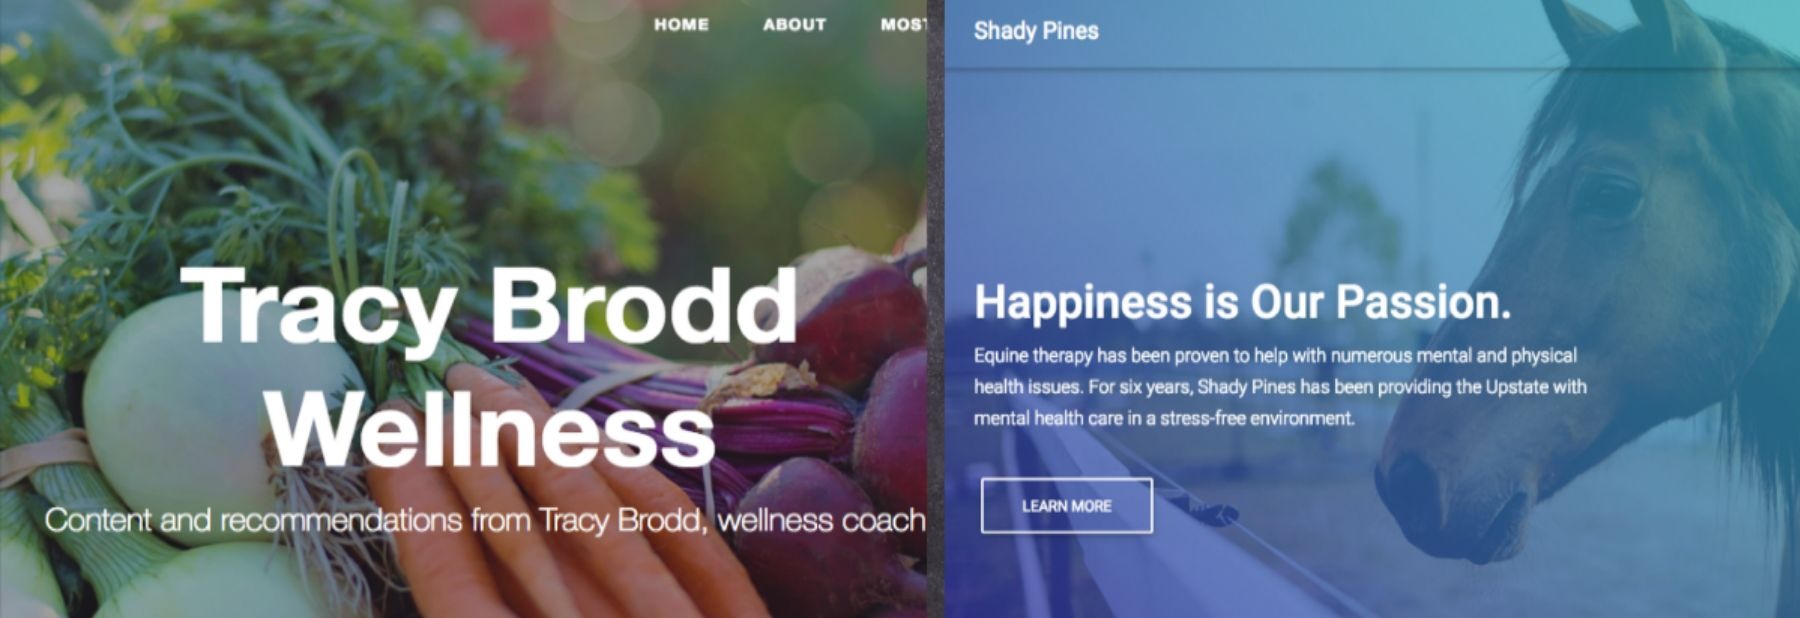 HOME ABOUT MOST
Tracy Brodd
Wellness
Content and recommendations from Tracy Brodd, wellness coach
Shady Pines
Happiness is Our Passion.
Equine therapy has been proven to help with numerous mental and physical
health issues. For six years, Shady Pines has been providing the Upstate with
mental health care in a stress-free environment.
LEARN MORE